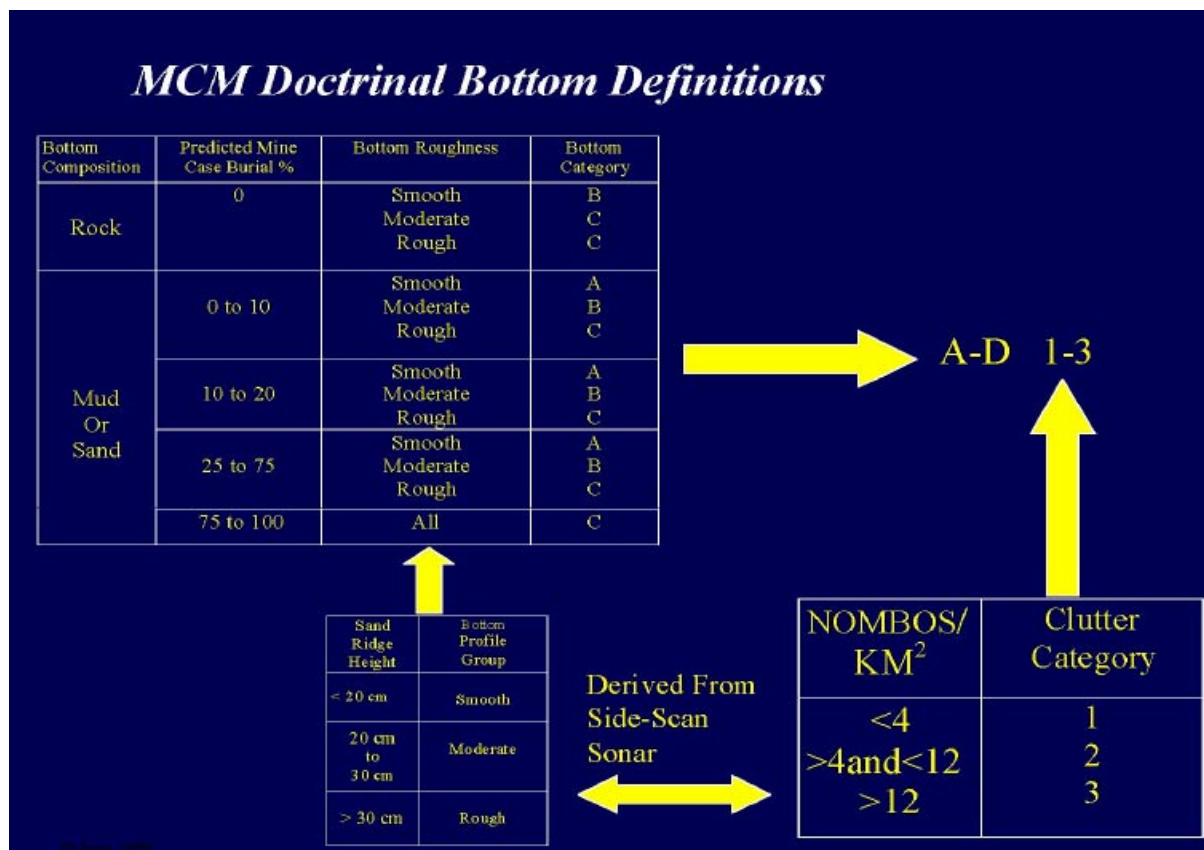 MCM Doctrinal Bottom Definitions
Bottom Composition Predicted Mine Case Burial % Bottom Roughness Bottom Category
Rock 0 Smooth B
Moderate C
Rough C
Mud Or Sand 0 to 10 Smooth A
Moderate B
Rough C
10 to 20 Smooth A
Moderate B
Rough C
25 to 75 Smooth A
Moderate B
Rough C
75 to 100 All C
A-D 1-3
Sand Ridge Height Bottom Profile Group
< 20 cm Smooth
20 cm to 30 cm Moderate
> 30 cm Rough
Derived From
Side-Scan
Sonar
NOMBOS/ KM² Clutter Category
<4 1
>4and<12 2
>12 3